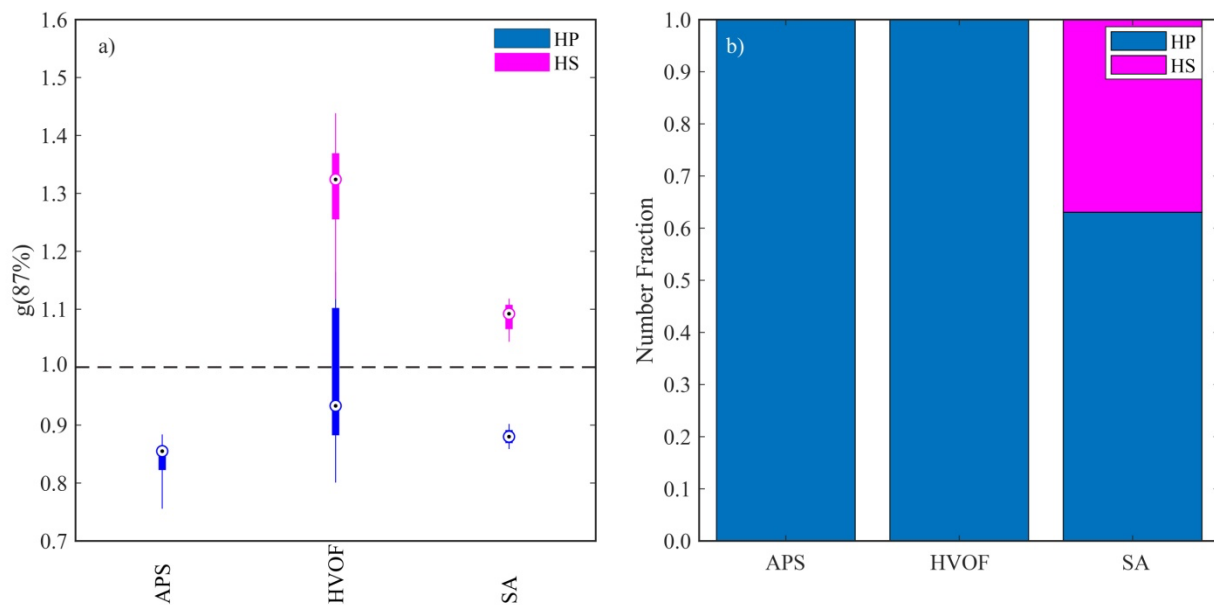 a)
HP
HS
1.6
1.5
1.4
1.3
1.2
1.1
1.0
0.9
0.8
0.7
g(87%)
APS
HVOF
SA
b)
HP
HS
1.0
0.9
0.8
0.7
0.6
0.5
0.4
0.3
0.2
0.1
0.0
Number Fraction
APS HVOF SA